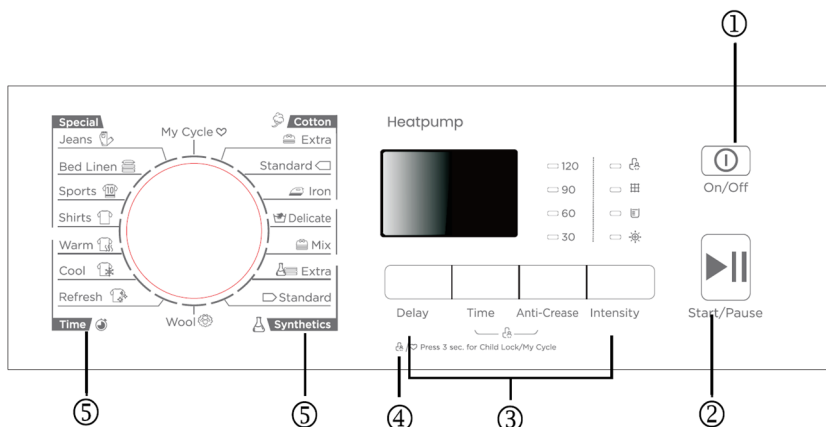 ①
Special
Jeans
Bed Linen
Sports
Shirts
Warm
Cool
Refresh
Time
My Cycle
Wool
Cotton
Extra
Standard
Iron
Delicate
Mix
Extra
Standard
Synthetics
Heatpump
120
90
60
30
On/Off
Start/Pause
Delay Time Anti-Crease Intensity
/ Press 3 sec. for Child Lock/My Cycle
⑤ ⑤ ④ ③ ②